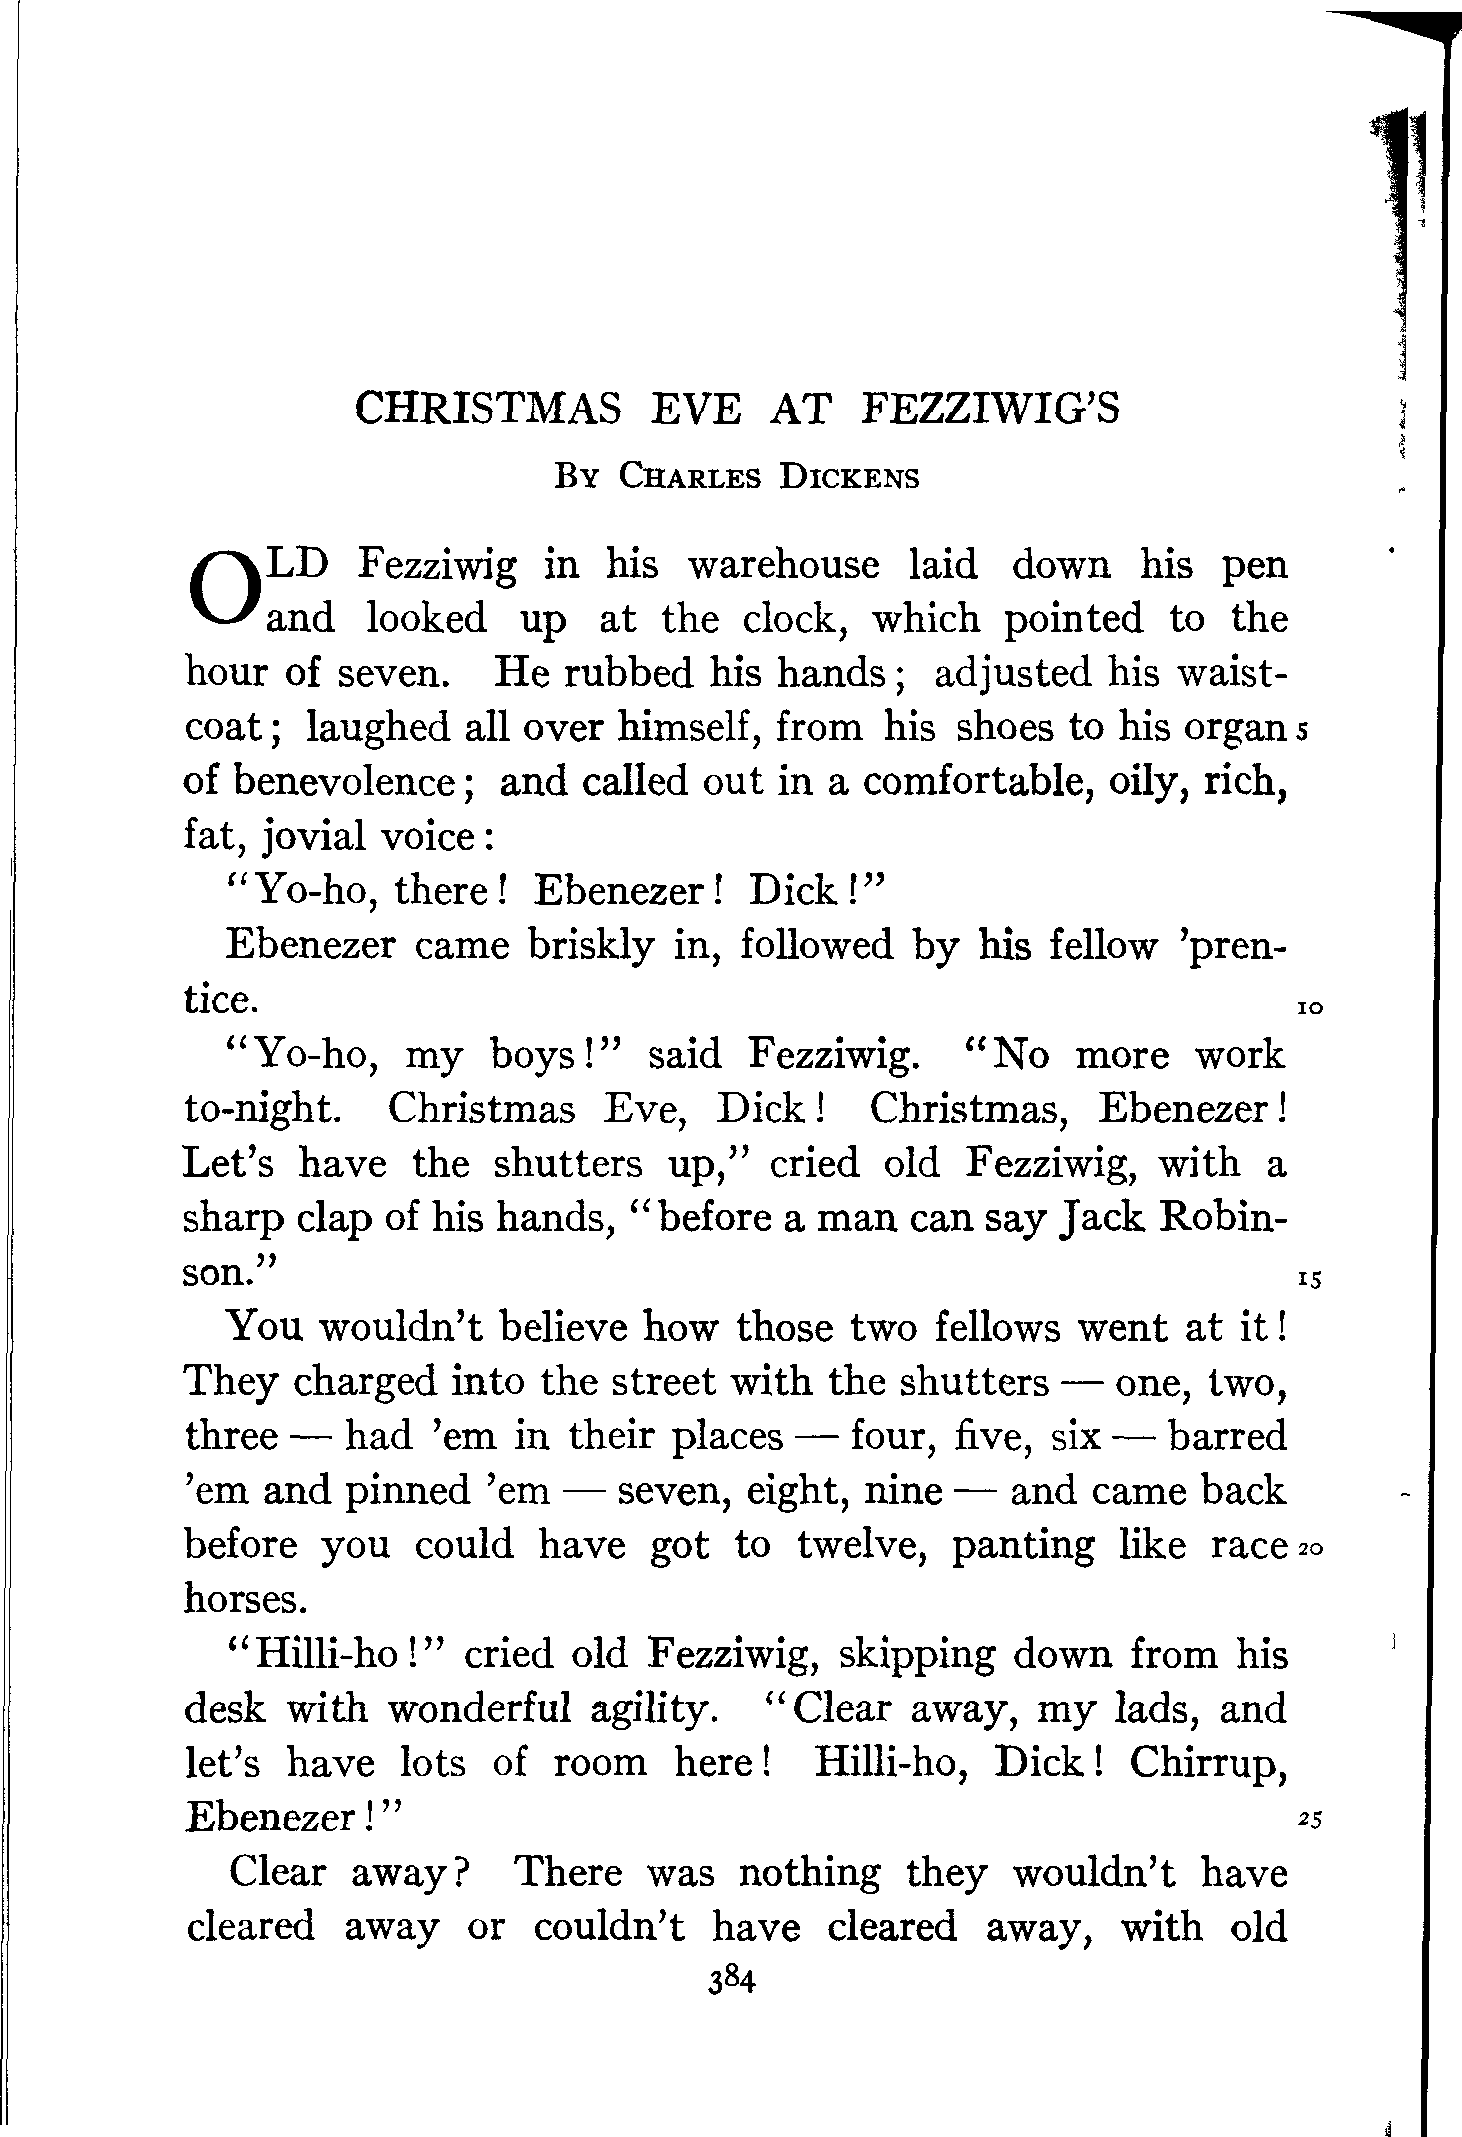 CHRISTMAS EVE AT FEZZIWIG'S
BY CHARLES DICKENS
OLD Fezziwig in his warehouse laid down his pen
and looked up at the clock, which pointed to the
hour of seven. He rubbed his hands; adjusted his waist-
coat; laughed all over himself, from his shoes to his organ 5
of benevolence; and called out in a comfortable, oily, rich,
fat, jovial voice:
"Yo-ho, there! Ebenezer! Dick!"
Ebenezer came briskly in, followed by his fellow 'pren-
tice. 10
"Yo-ho, my boys!" said Fezziwig. "No more work
to-night. Christmas Eve, Dick! Christmas, Ebenezer!
Let's have the shutters up," cried old Fezziwig, with a
sharp clap of his hands, "before a man can say Jack Robin-
son." 15
You wouldn't believe how those two fellows went at it!
They charged into the street with the shutters — one, two,
three — had 'em in their places — four, five, six — barred
'em and pinned 'em — seven, eight, nine — and came back
before you could have got to twelve, panting like race 20
horses.
"Hilli-ho!" cried old Fezziwig, skipping down from his
desk with wonderful agility. "Clear away, my lads, and
let's have lots of room here! Hilli-ho, Dick! Chirrup,
Ebenezer!" 25
Clear away? There was nothing they wouldn't have
cleared away or couldn't have cleared away, with old
384